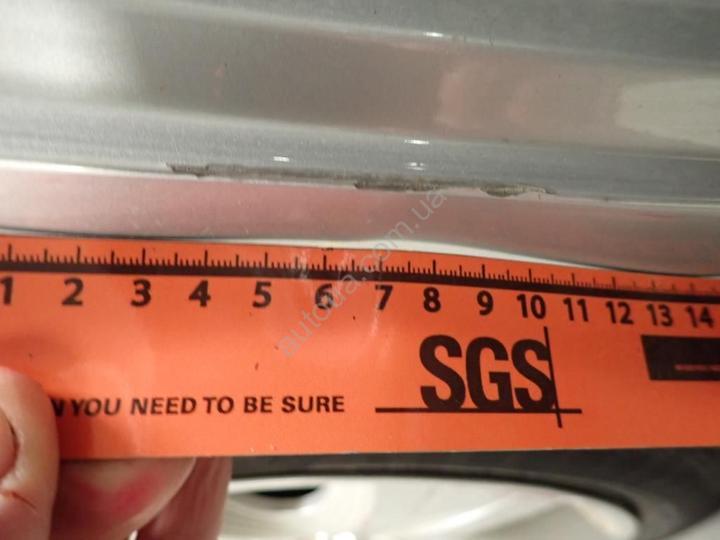 autobra.com.ua
1 2 3 4 5 6 7 8 9 10 11 12 13 14
SGS
N YOU NEED TO BE SURE